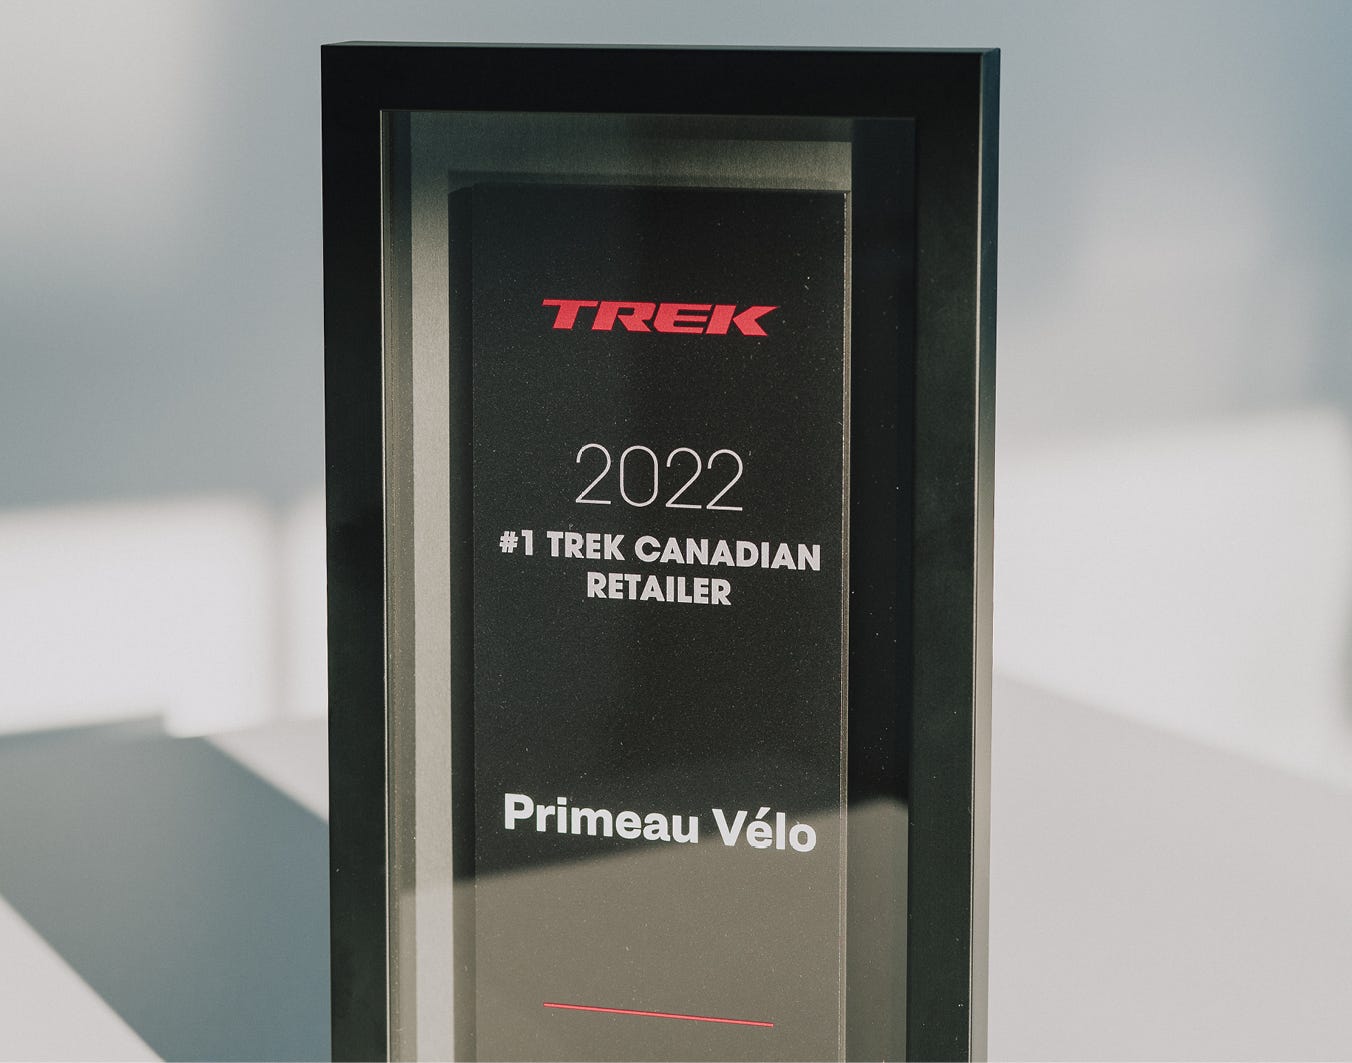 TREK
2022
#1 TREK CANADIAN
RETAILER
Primeau Vélo